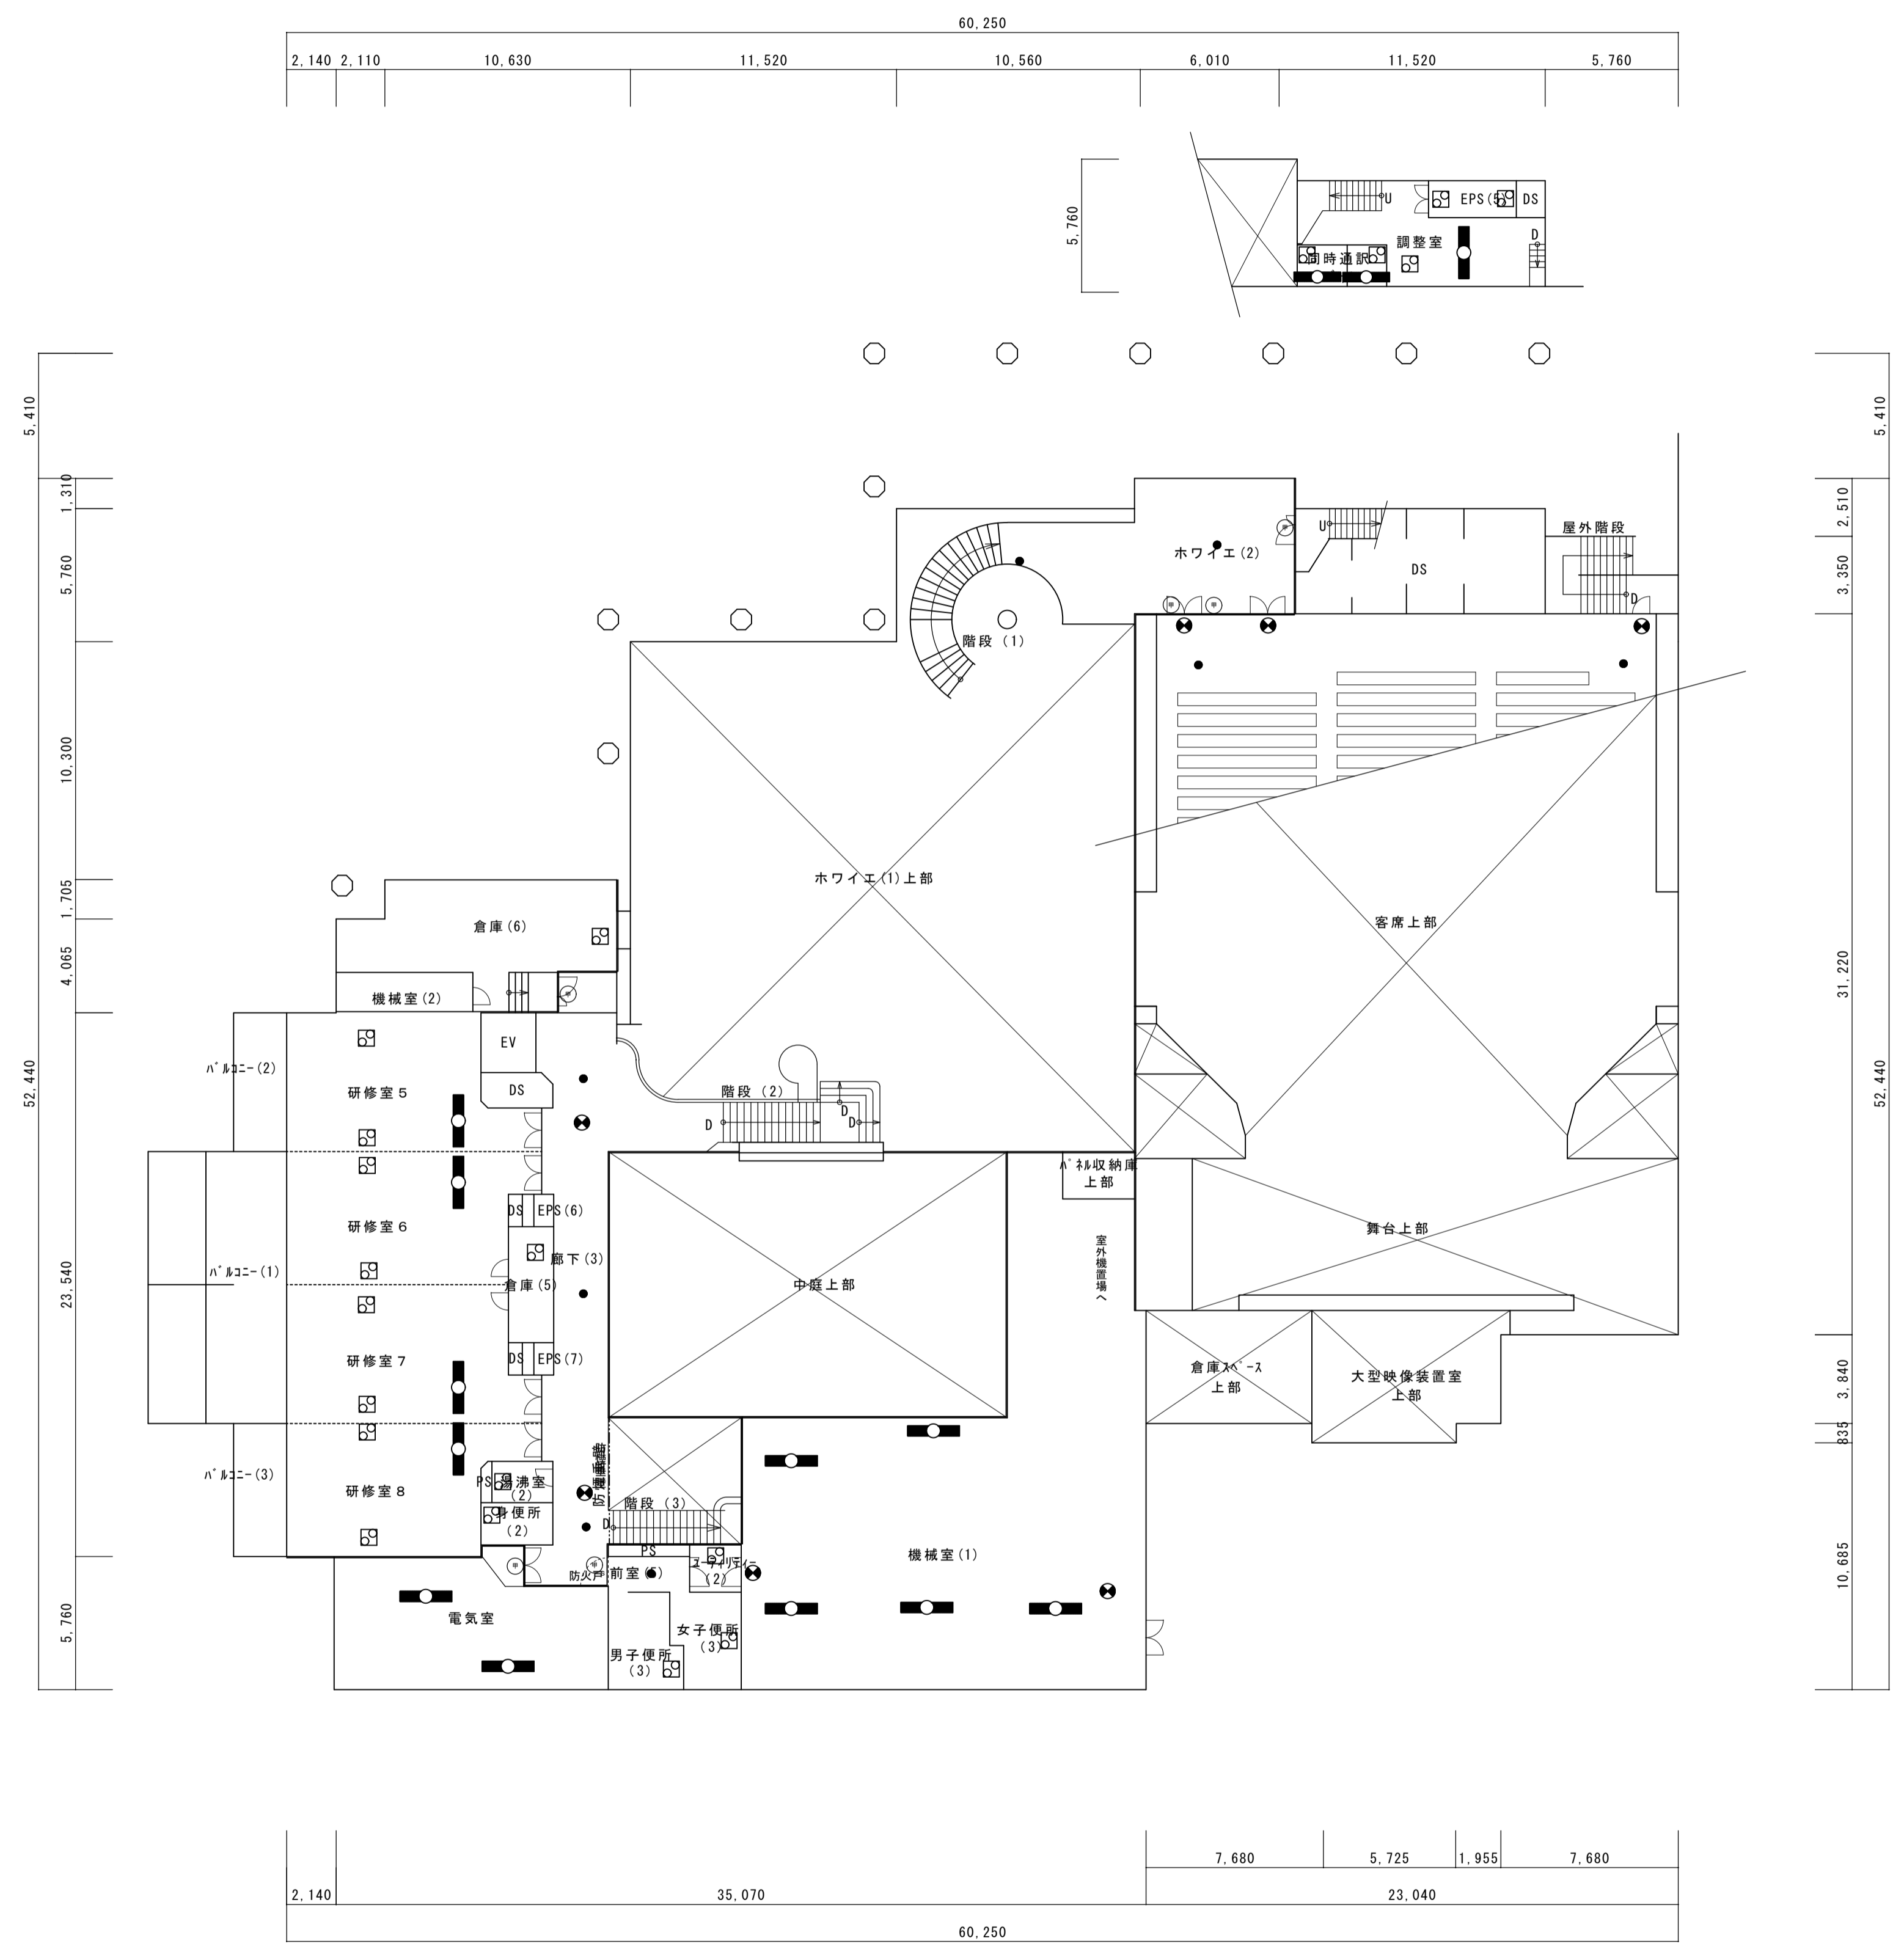 60,250
2,140 2,110 10,630 11,520 10,560 6,010 11,520 5,760
5,760
U
EPS(5)
DS
調整室
D
同時通訳
5,410
5,410
1,310
2,510
屋外階段
U
ホワイエ(2)
DS
5,760
3,350
D
階段 (1)
10,300
ホワイエ(1)上部
1,705
倉庫(6)
客席上部
4,065
31,220
機械室(2)
EV
バルコニー(2)
52,440
52,440
研修室5
DS
階段 (2)
D
D
D
パネル収納庫
上部
DS
EPS(6)
研修室6
舞台上部
廊下(3)
室外機置場へ
バルコニー(1)
23,540
倉庫(5)
中庭上部
DS
EPS(7)
研修室7
倉庫スペース
上部
大型映像装置室
上部
3,840
835
バルコニー(3)
PS
湯沸室
(2)
研修室8
階段 (3)
身便所
(2)
D
PS
機械室(1)
ユーティリティー
(2)
防火戸
前室(5)
10,685
5,760
電気室
女子便所
(3)
男子便所
(3)
7,680 5,725 1,955 7,680
2,140 35,070 23,040
60,250